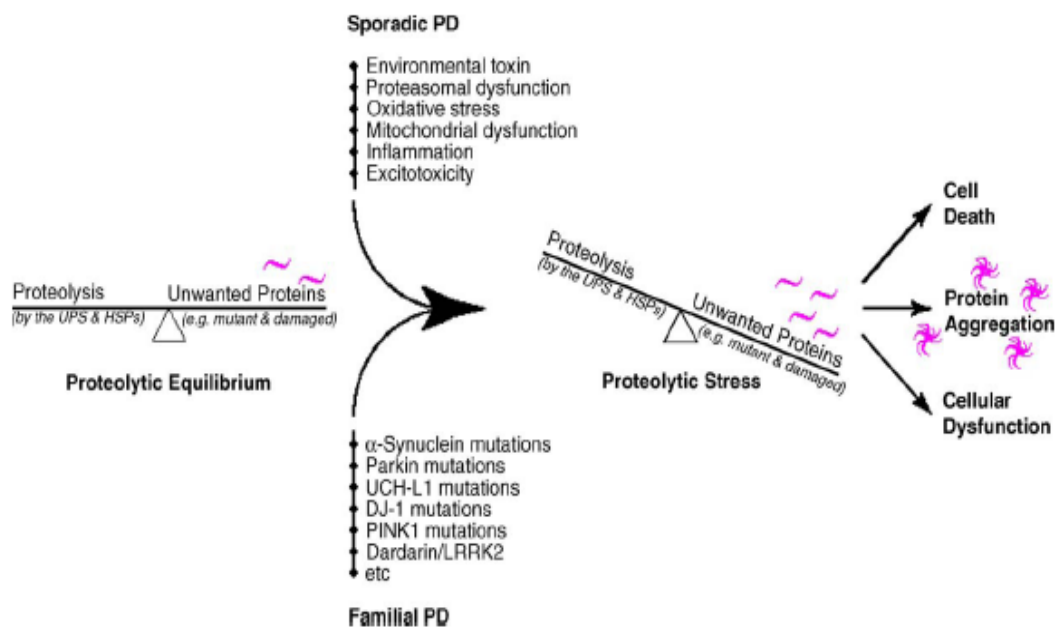 Sporadic PD
Environmental toxin
Proteasomal dysfunction
Oxidative stress
Mitochondrial dysfunction
Inflammation
Excitotoxicity
Proteolysis
(by the UPS & HSPs)
Unwanted Proteins
(e.g. mutant & damaged)
Proteolytic Equilibrium
Proteolysis
(by the UPS & HSPs)
Unwanted Proteins
(e.g. mutant & damaged)
Proteolytic Stress
Cell
Death
Protein
Aggregation
Cellular
Dysfunction
α-Synuclein mutations
Parkin mutations
UCH-L1 mutations
DJ-1 mutations
PINK1 mutations
Dardarin/LRRK2
etc
Familial PD